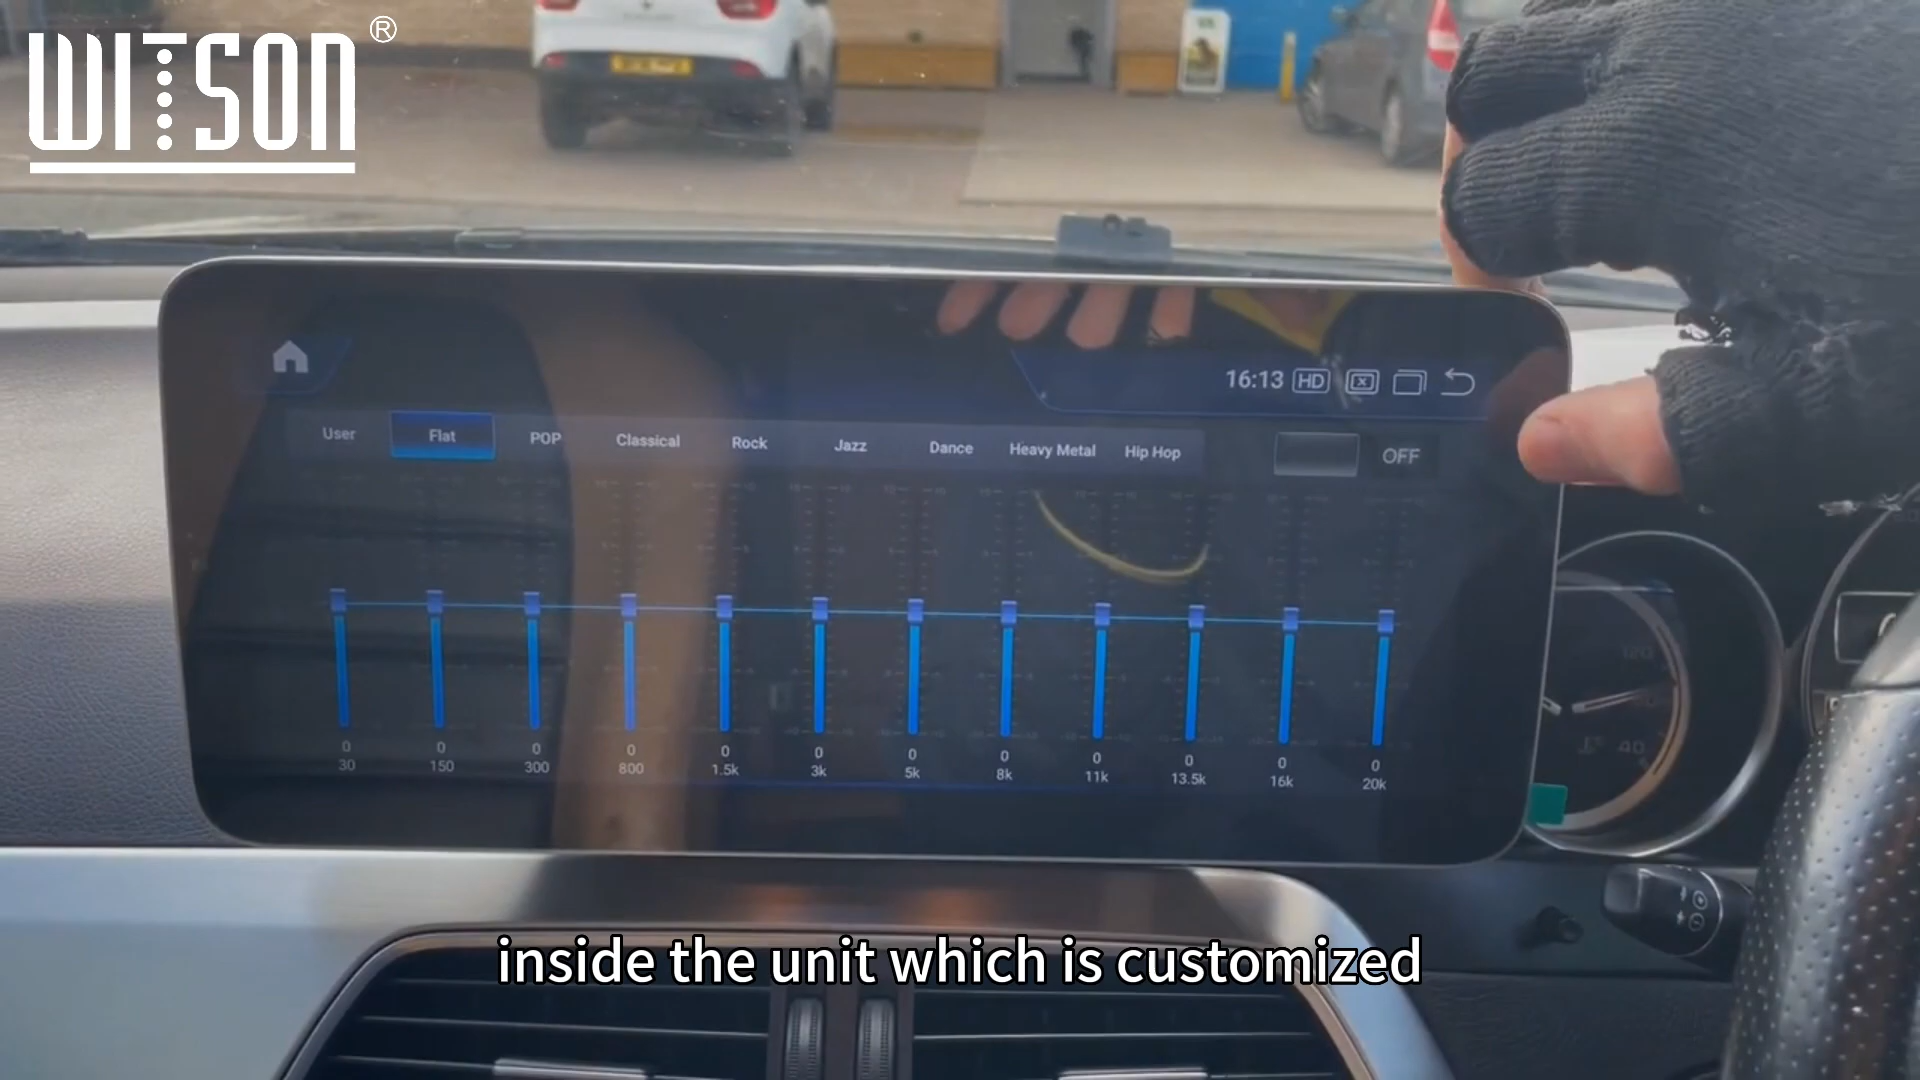 WITSON®
16:13 HD
User Flat POP Classical Rock Jazz Dance Heavy Metal Hip Hop OFF
0 0 0 0 0 0 0 0 0 0 0 0
30 150 300 800 1.5k 3k 5k 8k 11k 13.5k 16k 20k
40
inside the unit which is customized